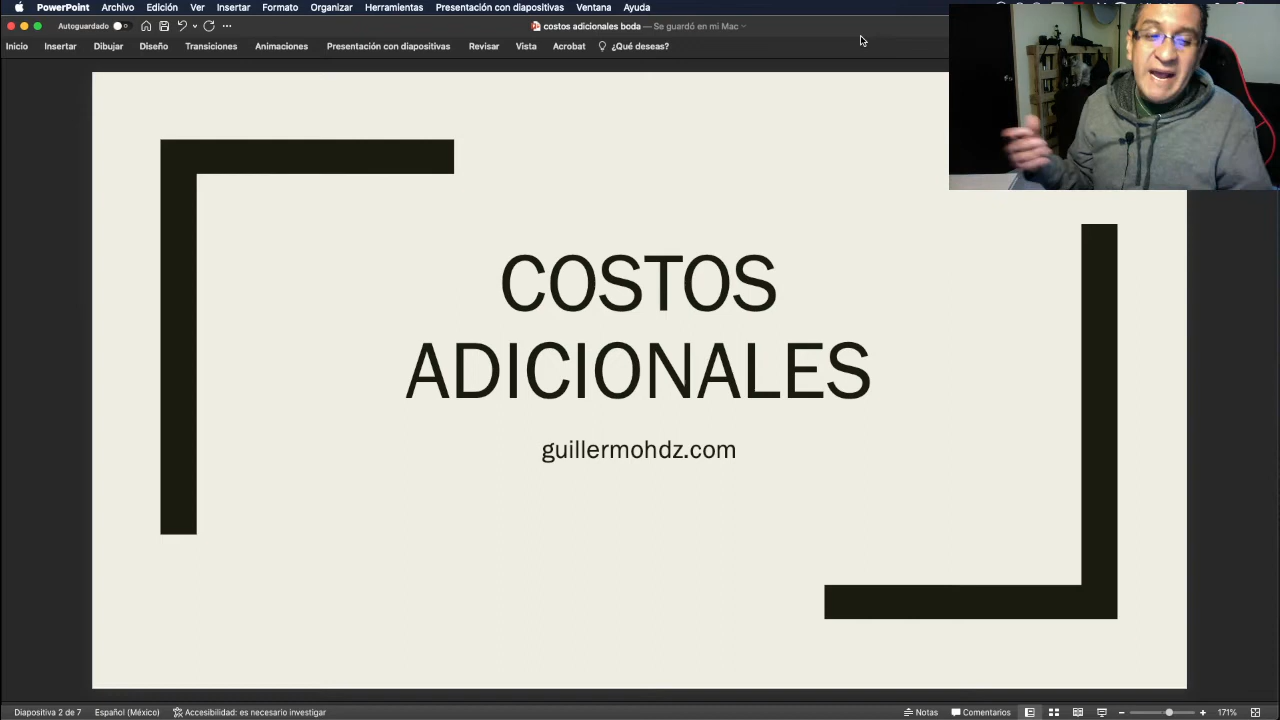 PowerPoint Archivo Edición Ver Insertar Formato Organizar Herramientas Presentación con diapositivas Ventana Ayuda
Autoguardado costos adicionales boda — Se guardó en mi Mac
Inicio Insertar Dibujar Diseño Transiciones Animaciones Presentación con diapositivas Revisar Vista Acrobat ¿Qué deseas?
COSTOS
ADICIONALES
guillermohdz.com
Diapositiva 2 de 7 Español (México) Accesibilidad: es necesario investigar Notas Comentarios 171%